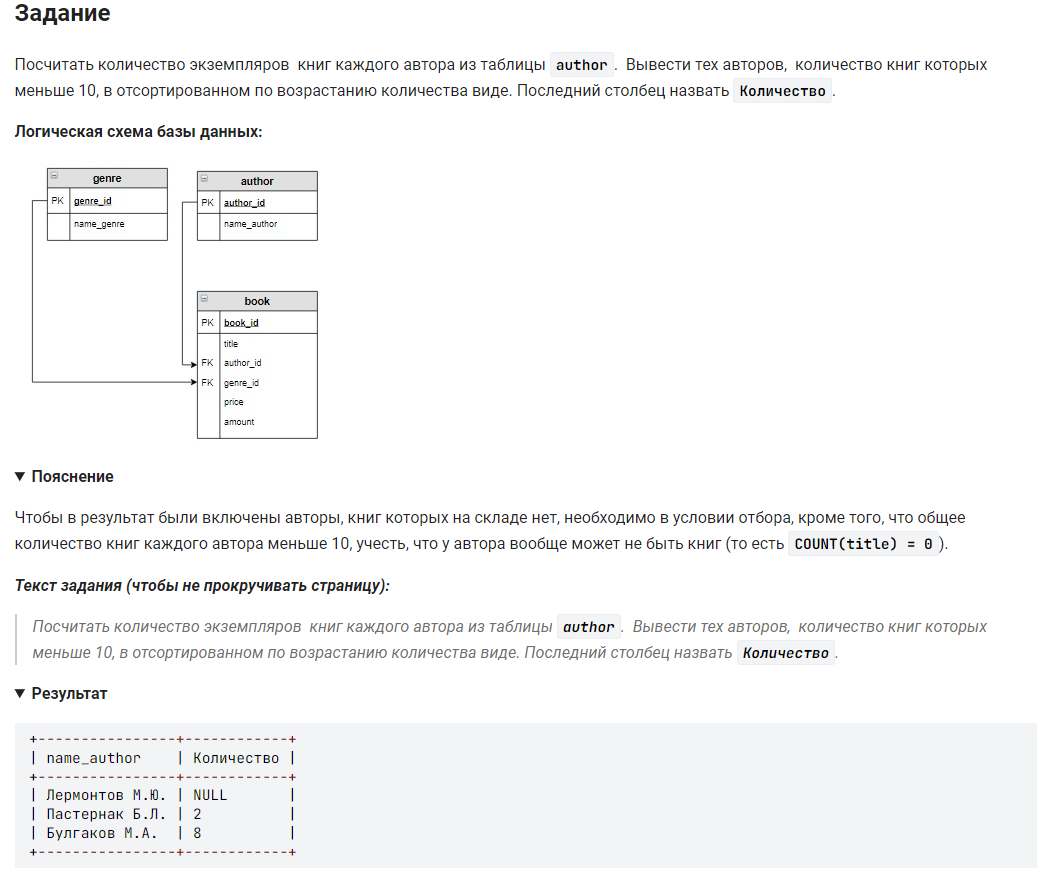 Задание
Посчитать количество экземпляров  книг каждого автора из таблицы author.  Вывести тех авторов,  количество книг которых
меньше 10, в отсортированном по возрастанию количества виде. Последний столбец назвать Количество.
Логическая схема базы данных:
genre
PK genre_id
name_genre
author
PK author_id
name_author
book
PK book_id
title
FK author_id
FK genre_id
price
amount
▼ Пояснение
Чтобы в результат были включены авторы, книг которых на складе нет, необходимо в условии отбора, кроме того, что общее
количество книг каждого автора меньше 10, учесть, что у автора вообще может не быть книг (то есть COUNT(title) = 0).
Текст задания (чтобы не прокручивать страницу):
Посчитать количество экземпляров  книг каждого автора из таблицы author.  Вывести тех авторов,  количество книг которых
меньше 10, в отсортированном по возрастанию количества виде. Последний столбец назвать Количество.
▼ Результат
+----------------+------------+
| name_author    | Количество |
+----------------+------------+
| Лермонтов М.Ю. | NULL       |
| Пастернак Б.Л. | 2          |
| Булгаков М.А.  | 8          |
+----------------+------------+